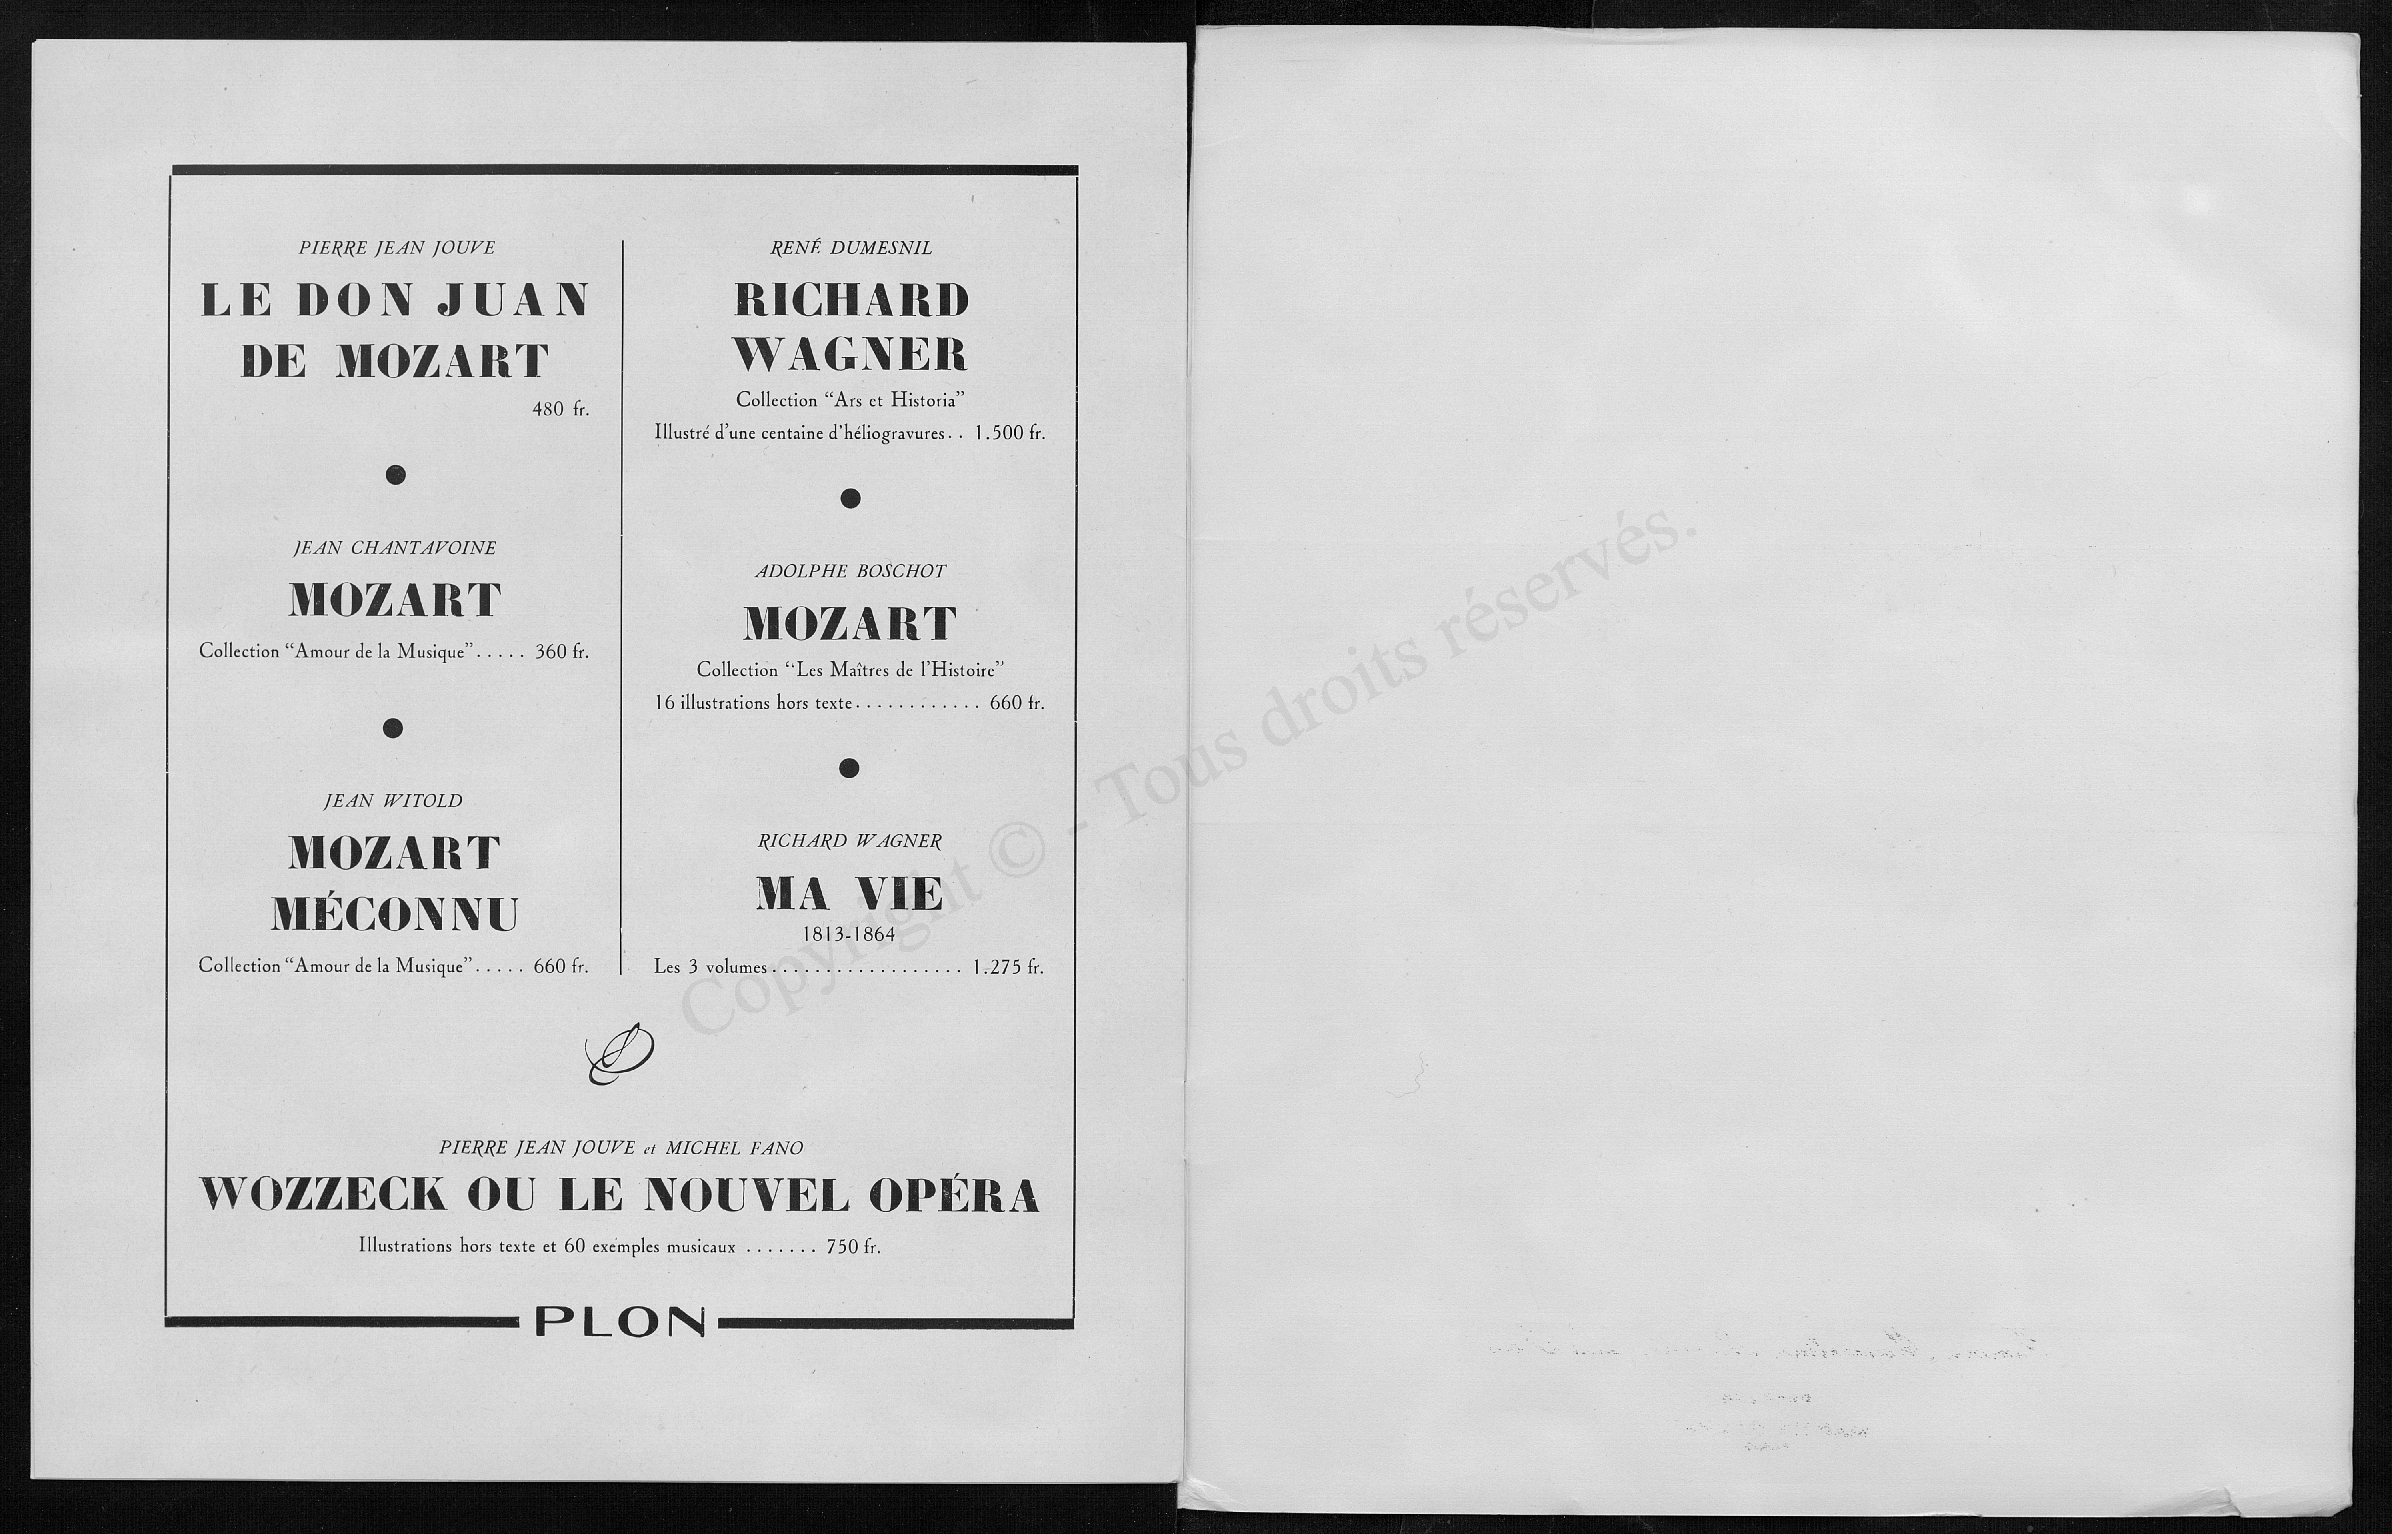 PIERRE JEAN JOUVE
LE DON JUAN
DE MOZART
480 fr.
JEAN CHANTAVOINE
MOZART
Collection “Amour de la Musique”..... 360 fr.
JEAN WITOLD
MOZART
MÉCONNU
Collection “Amour de la Musique”..... 660 fr.
RENÉ DUMESNIL
RICHARD
WAGNER
Collection “Ars et Historia”
Illustré d'une centaine d'héliogravures.. 1.500 fr.
ADOLPHE BOSCHOT
MOZART
Collection “Les Maîtres de l'Histoire”
16 illustrations hors texte............ 660 fr.
RICHARD WAGNER
MA VIE
1813-1864
Les 3 volumes.................. 1.275 fr.
PIERRE JEAN JOUVE et MICHEL FANO
WOZZECK OU LE NOUVEL OPÉRA
Illustrations hors texte et 60 exemples musicaux ....... 750 fr.
PLON
Copyright © - Tous droits réservés.